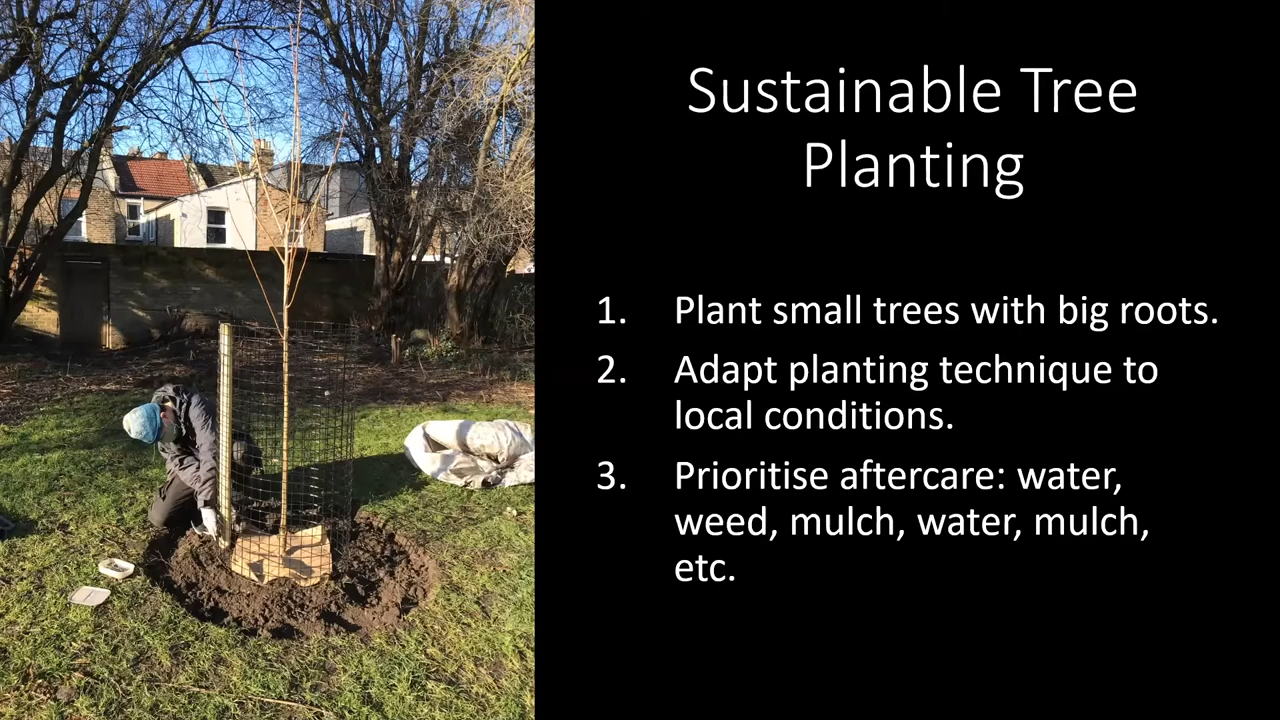 Sustainable Tree
Planting
1. Plant small trees with big roots.
2. Adapt planting technique to
local conditions.
3. Prioritise aftercare: water,
weed, mulch, water, mulch,
etc.